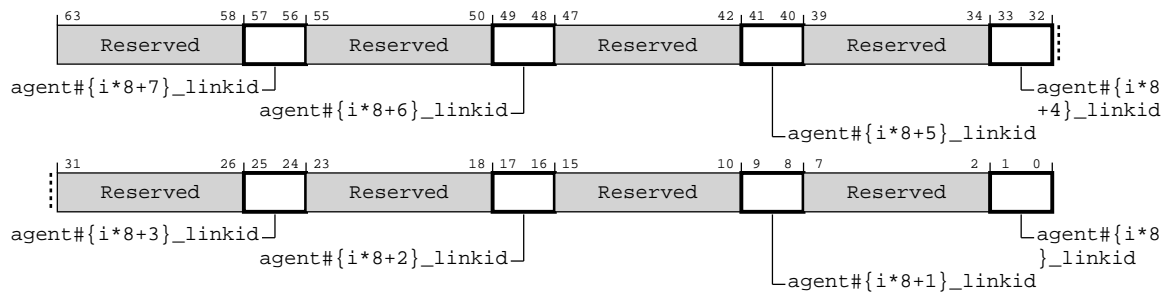 63 58 57 56 55 50 49 48 47 42 41 40 39 34 33 32
Reserved Reserved Reserved Reserved
agent#{i*8+7}_linkid
agent#{i*8+6}_linkid
agent#{i*8+5}_linkid
agent#{i*8
+4}_linkid
31 26 25 24 23 18 17 16 15 10 9 8 7 2 1 0
Reserved Reserved Reserved Reserved
agent#{i*8+3}_linkid
agent#{i*8+2}_linkid
agent#{i*8+1}_linkid
agent#{i*8
}_linkid